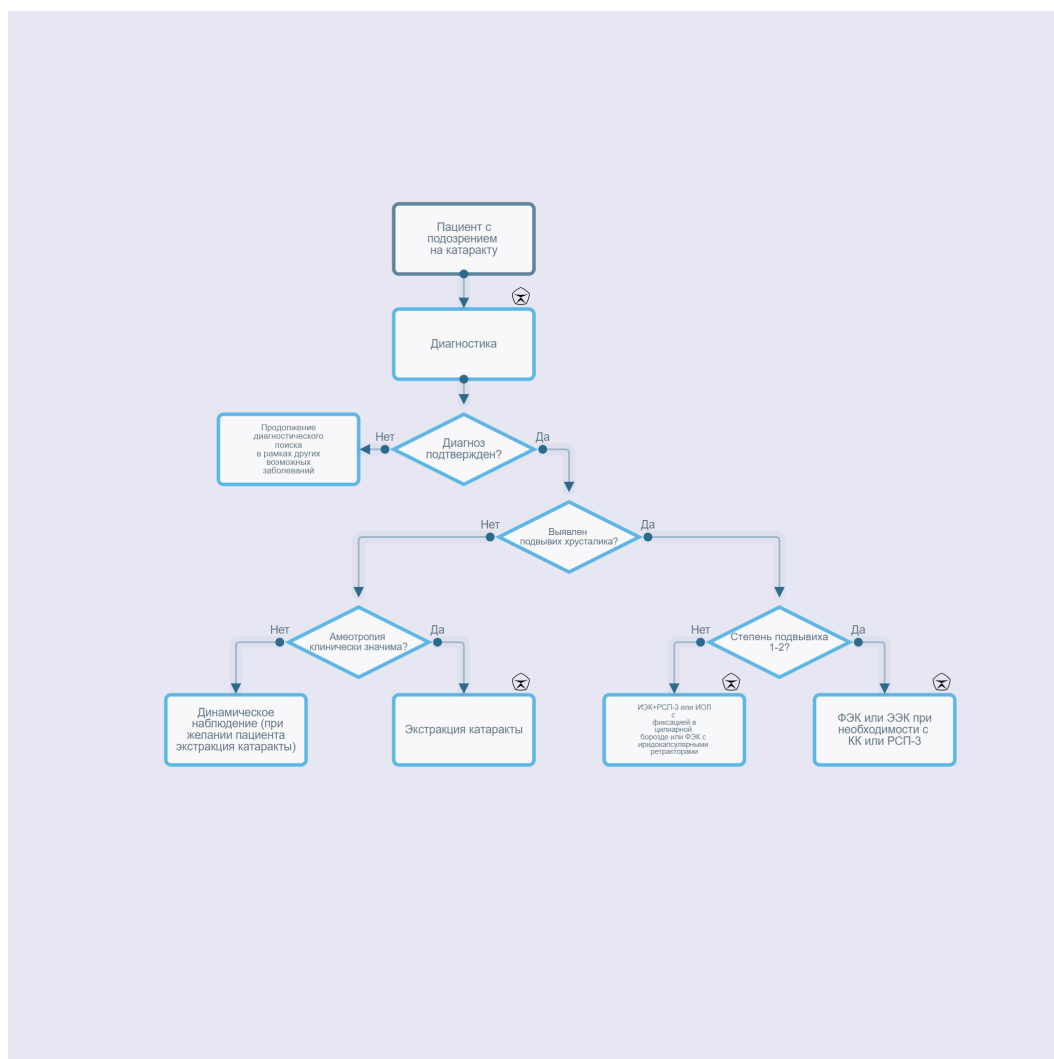 Пациент с
подозрением
на катаракту
Диагностика
Продолжение
диагностического
поиска
в рамках других
возможных
заболеваний
Нет
Диагноз
подтвержден?
Да
Нет
Выявлен
подвывих хрусталика?
Да
Нет
Амеотропия
клинически значима?
Да
Нет
Степень подвывиха
1-2?
Да
Динамическое
наблюдение (при
желании пациента
экстракция катаракты)
Экстракция катаракты
ИЭК+РСП-3 или ИОЛ
с
фиксацией в
цилиарной
борозде или ФЭК с
иридокапсулярными
ретракторами
ФЭК или ЭЭК при
необходимости с
КК или РСП-3